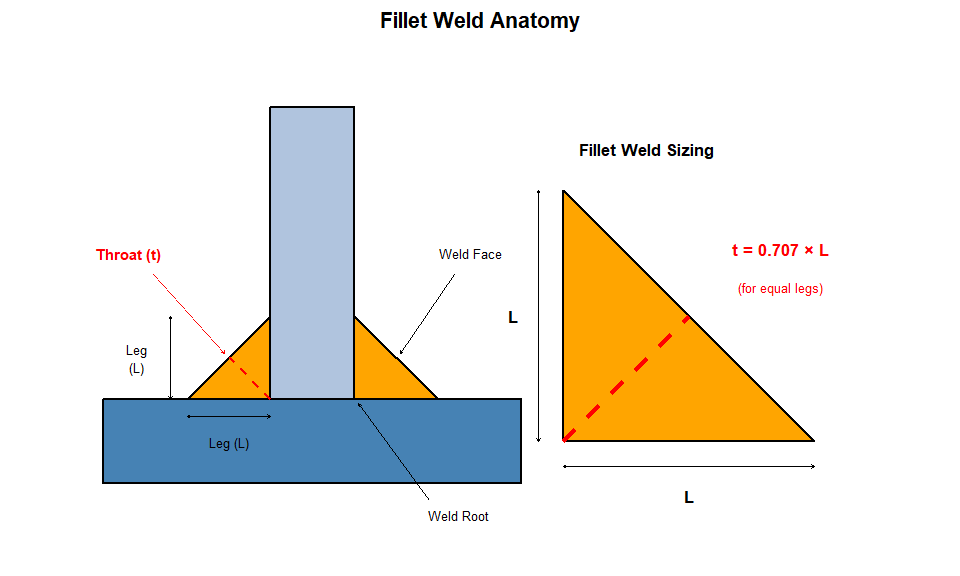 Fillet Weld Anatomy
Fillet Weld Sizing
Throat (t)
Weld Face
t = 0.707 × L
(for equal legs)
L
Leg
(L)
Leg (L)
L
Weld Root